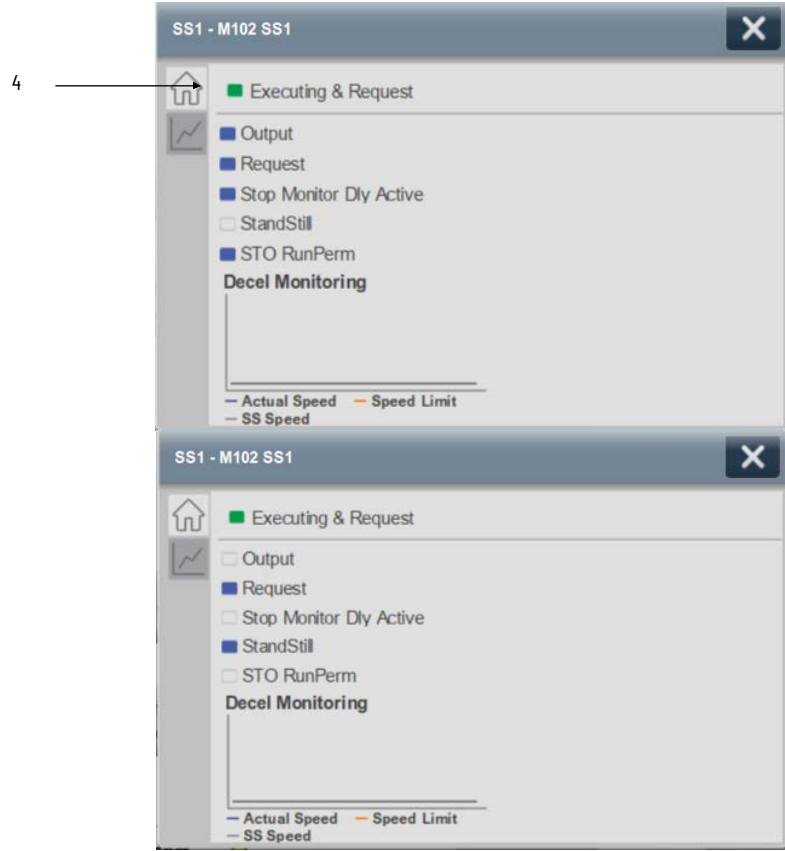 SS1 - M102 SS1
4
Executing & Request
Output
Request
Stop Monitor Dly Active
StandStill
STO RunPerm
Decel Monitoring
Actual Speed Speed Limit
SS Speed
SS1 - M102 SS1
Executing & Request
Output
Request
Stop Monitor Dly Active
StandStill
STO RunPerm
Decel Monitoring
Actual Speed Speed Limit
SS Speed